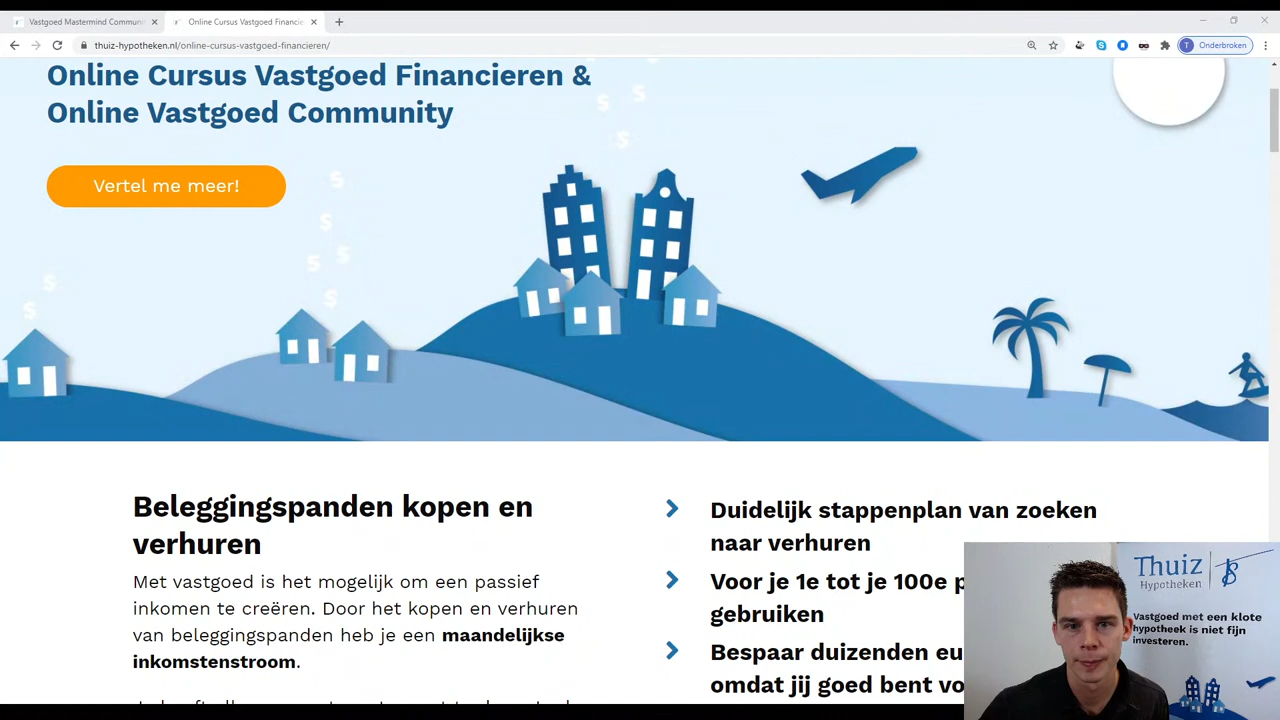 Vastgoed Mastermind Communi
Online Cursus Vastgoed Financie
thuiz-hypotheken.nl/online-cursus-vastgoed-financieren/
T Onderbroken
Online Cursus Vastgoed Financieren &
Online Vastgoed Community
Vertel me meer!
Beleggingspanden kopen en
verhuren
Met vastgoed is het mogelijk om een passief
inkomen te creëren. Door het kopen en verhuren
van beleggingspanden heb je een maandelijkse
inkomstenstroom.
Duidelijk stappenplan van zoeken
naar verhuren
Voor je 1e tot je 100e p
gebruiken
Bespaar duizenden eu
omdat jij goed bent vo
Thuiz
Hypotheken
Vastgoed met een klote
hypotheek is niet fijn
investeren.